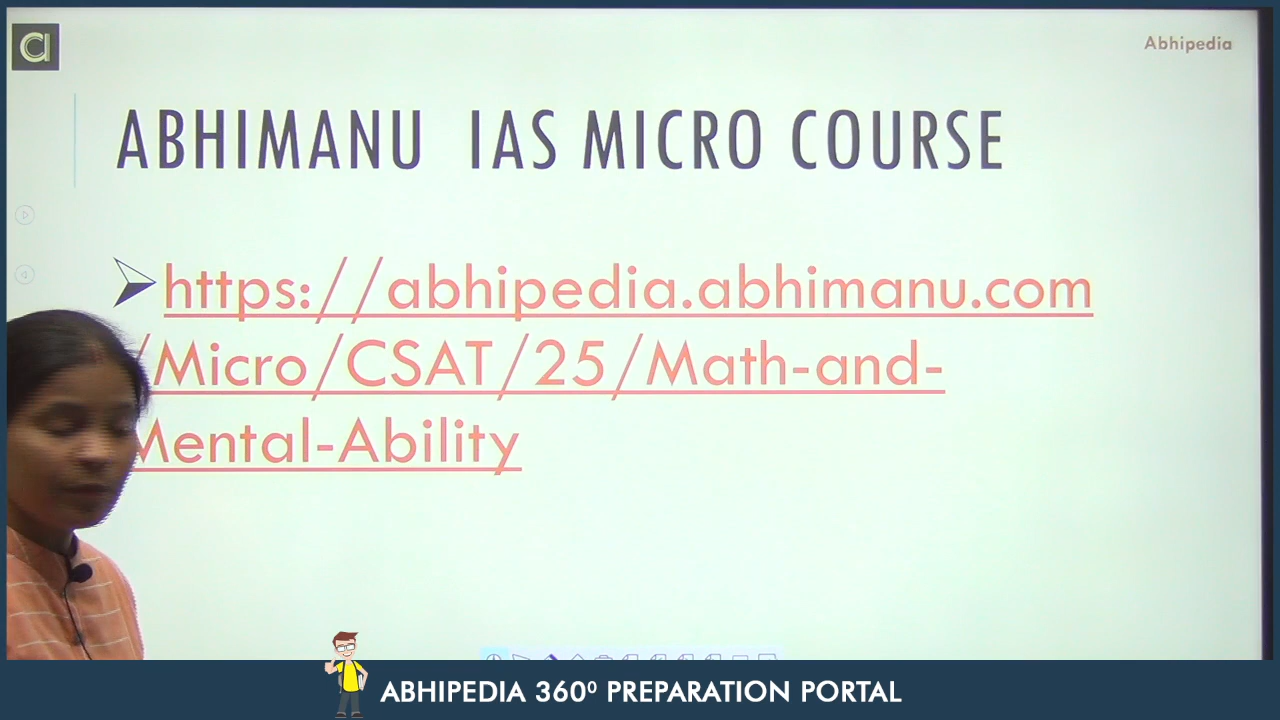 Abhipedia
ABHIMANU IAS MICRO COURSE
https://abhipedia.abhimanu.com
/Micro/CSAT/25/Math-and-
Mental-Ability
ABHIPEDIA 360⁰ PREPARATION PORTAL